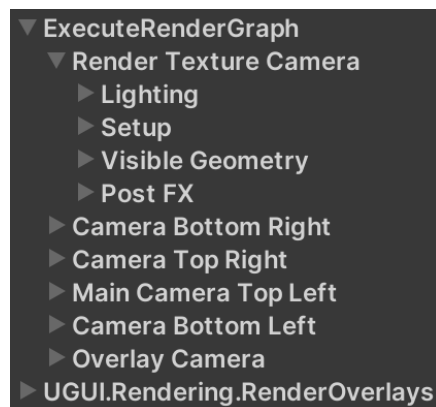 ExecuteRenderGraph
Render Texture Camera
Lighting
Setup
Visible Geometry
Post FX
Camera Bottom Right
Camera Top Right
Main Camera Top Left
Camera Bottom Left
Overlay Camera
UGUI.Rendering.RenderOverlays